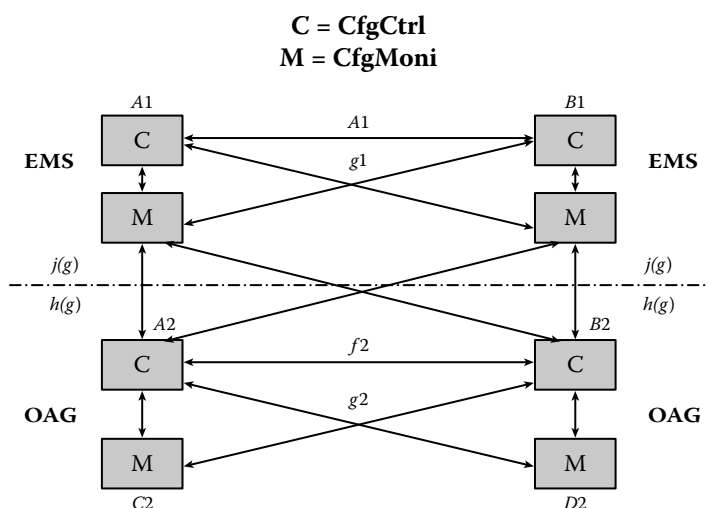 C = CfgCtrl
M = CfgMoni
A1
B1
A1
C
C
EMS
g1
EMS
M
M
j(g)
j(g)
h(g)
h(g)
A2
B2
f2
C
C
g2
OAG
OAG
M
M
C2
D2